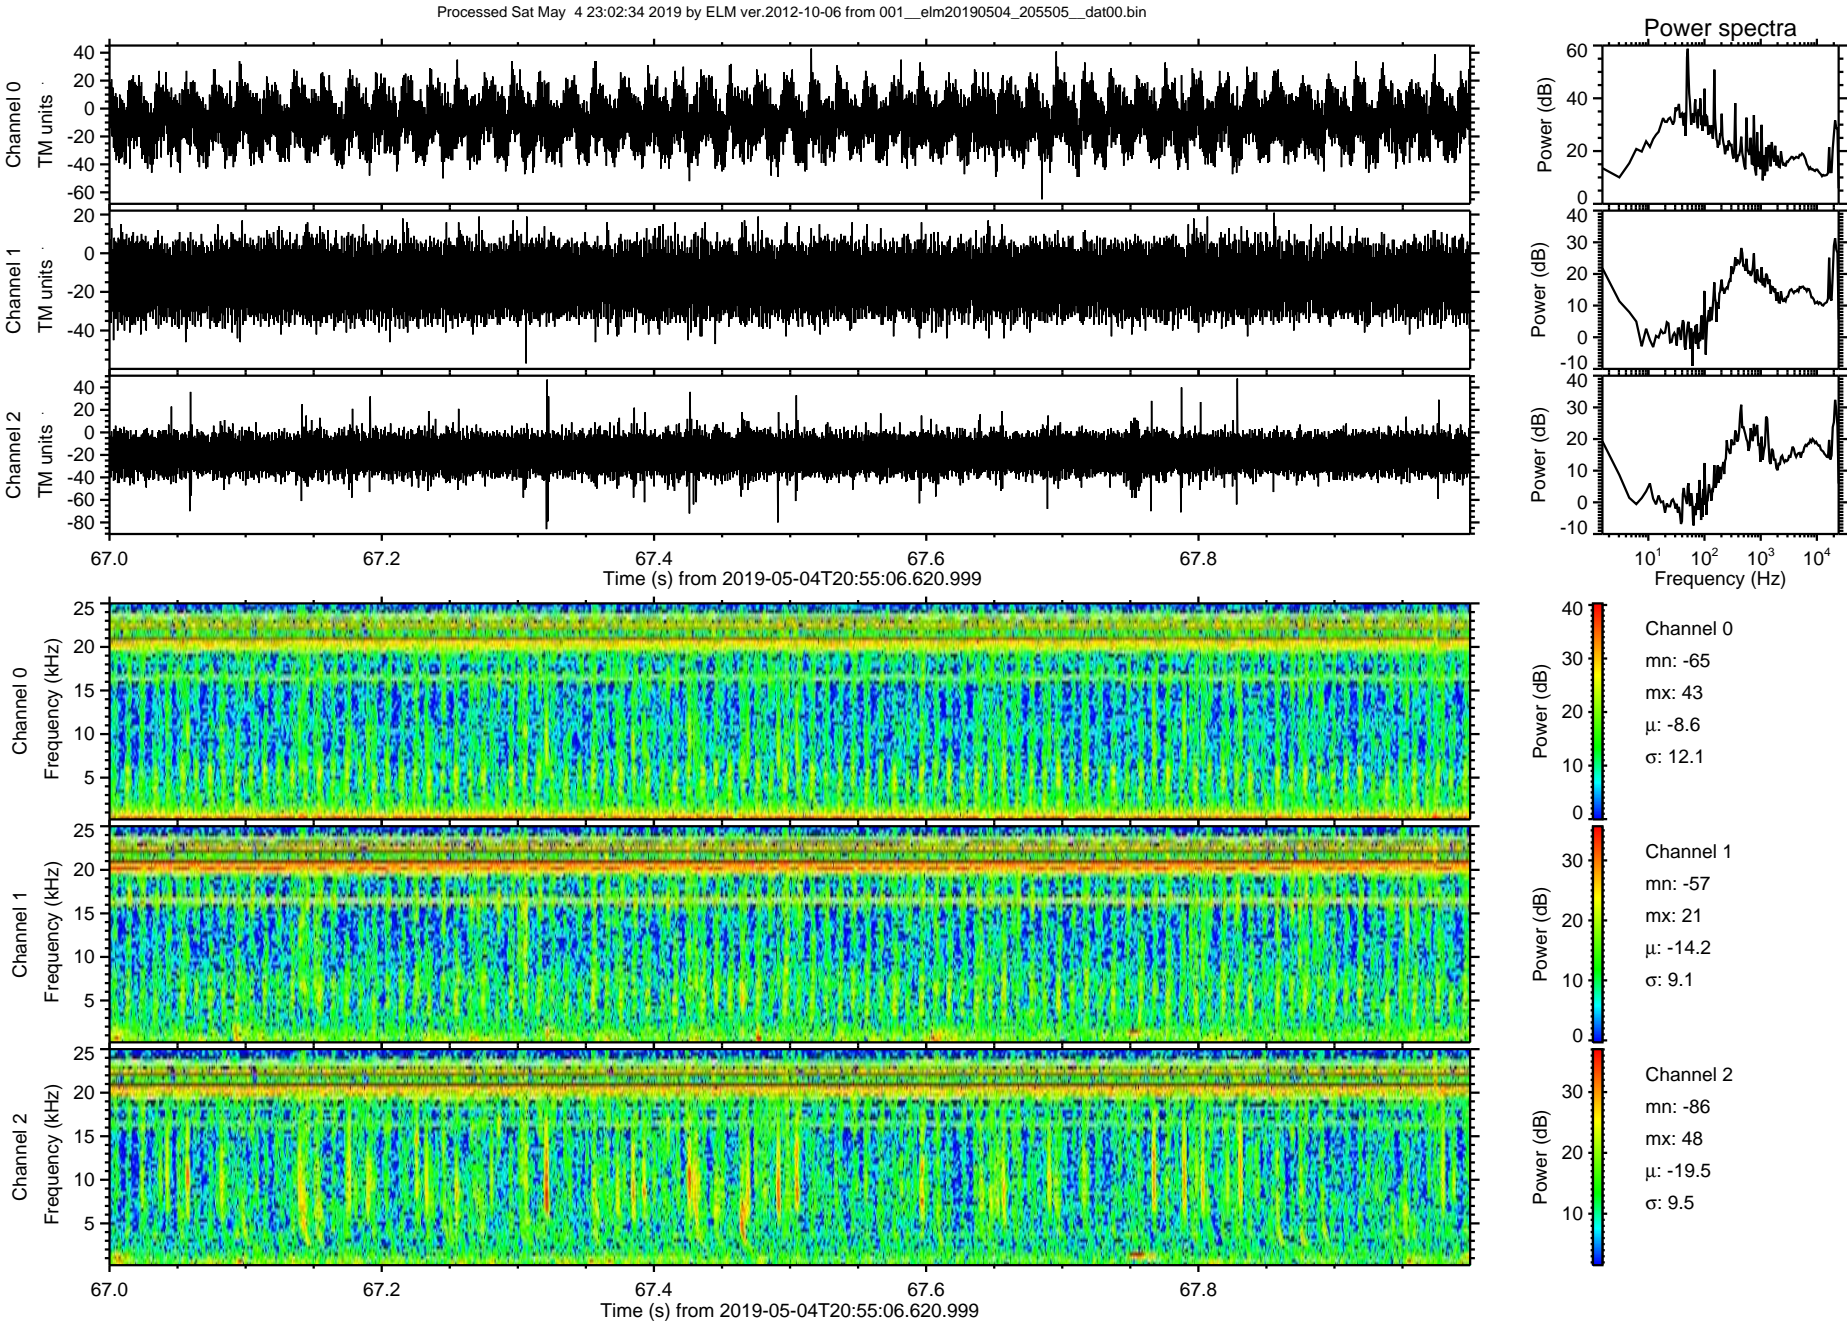 Processed Sat May 4 23:02:34 2019 by ELM ver.2012-10-06 from 001__elm20190504_205505__dat00.bin
Power spectra
Channel 0
TM units
40
20
0
-20
-40
-60
Power (dB)
60
40
20
0
Channel 1
TM units
20
0
-20
-40
Power (dB)
40
30
20
10
0
-10
Channel 2
TM units
40
20
0
-20
-40
-60
-80
Power (dB)
40
30
20
10
0
-10
67.0 67.2 67.4 67.6 67.8
Time (s) from 2019-05-04T20:55:06.620.999
10^1 10^2 10^3 10^4
Frequency (Hz)
Channel 0
Frequency (kHz)
25
20
15
10
5
Power (dB)
40
30
20
10
0
Channel 0
mn: -65
mx: 43
μ: -8.6
σ: 12.1
Channel 1
Frequency (kHz)
25
20
15
10
5
Power (dB)
30
20
10
0
Channel 1
mn: -57
mx: 21
μ: -14.2
σ: 9.1
Channel 2
Frequency (kHz)
25
20
15
10
5
Power (dB)
30
20
10
Channel 2
mn: -86
mx: 48
μ: -19.5
σ: 9.5
67.0 67.2 67.4 67.6 67.8
Time (s) from 2019-05-04T20:55:06.620.999